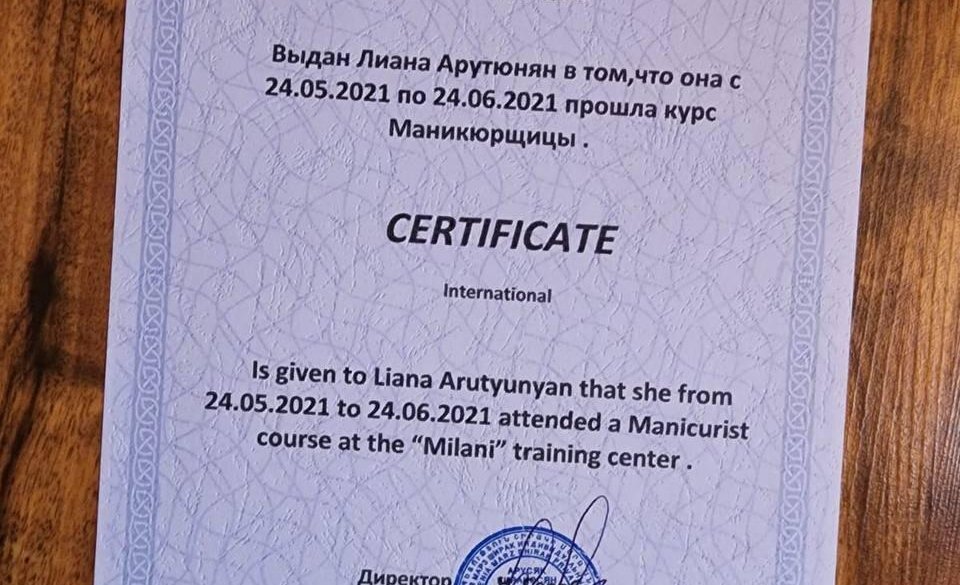 Выдан Лиана Арутюнян в том,что она с
24.05.2021 по 24.06.2021 прошла курс
Маникюрщицы .
CERTIFICATE
International
Is given to Liana Arutyunyan that she from
24.05.2021 to 24.06.2021 attended a Manicurist
course at the “Milani” training center .
Директор